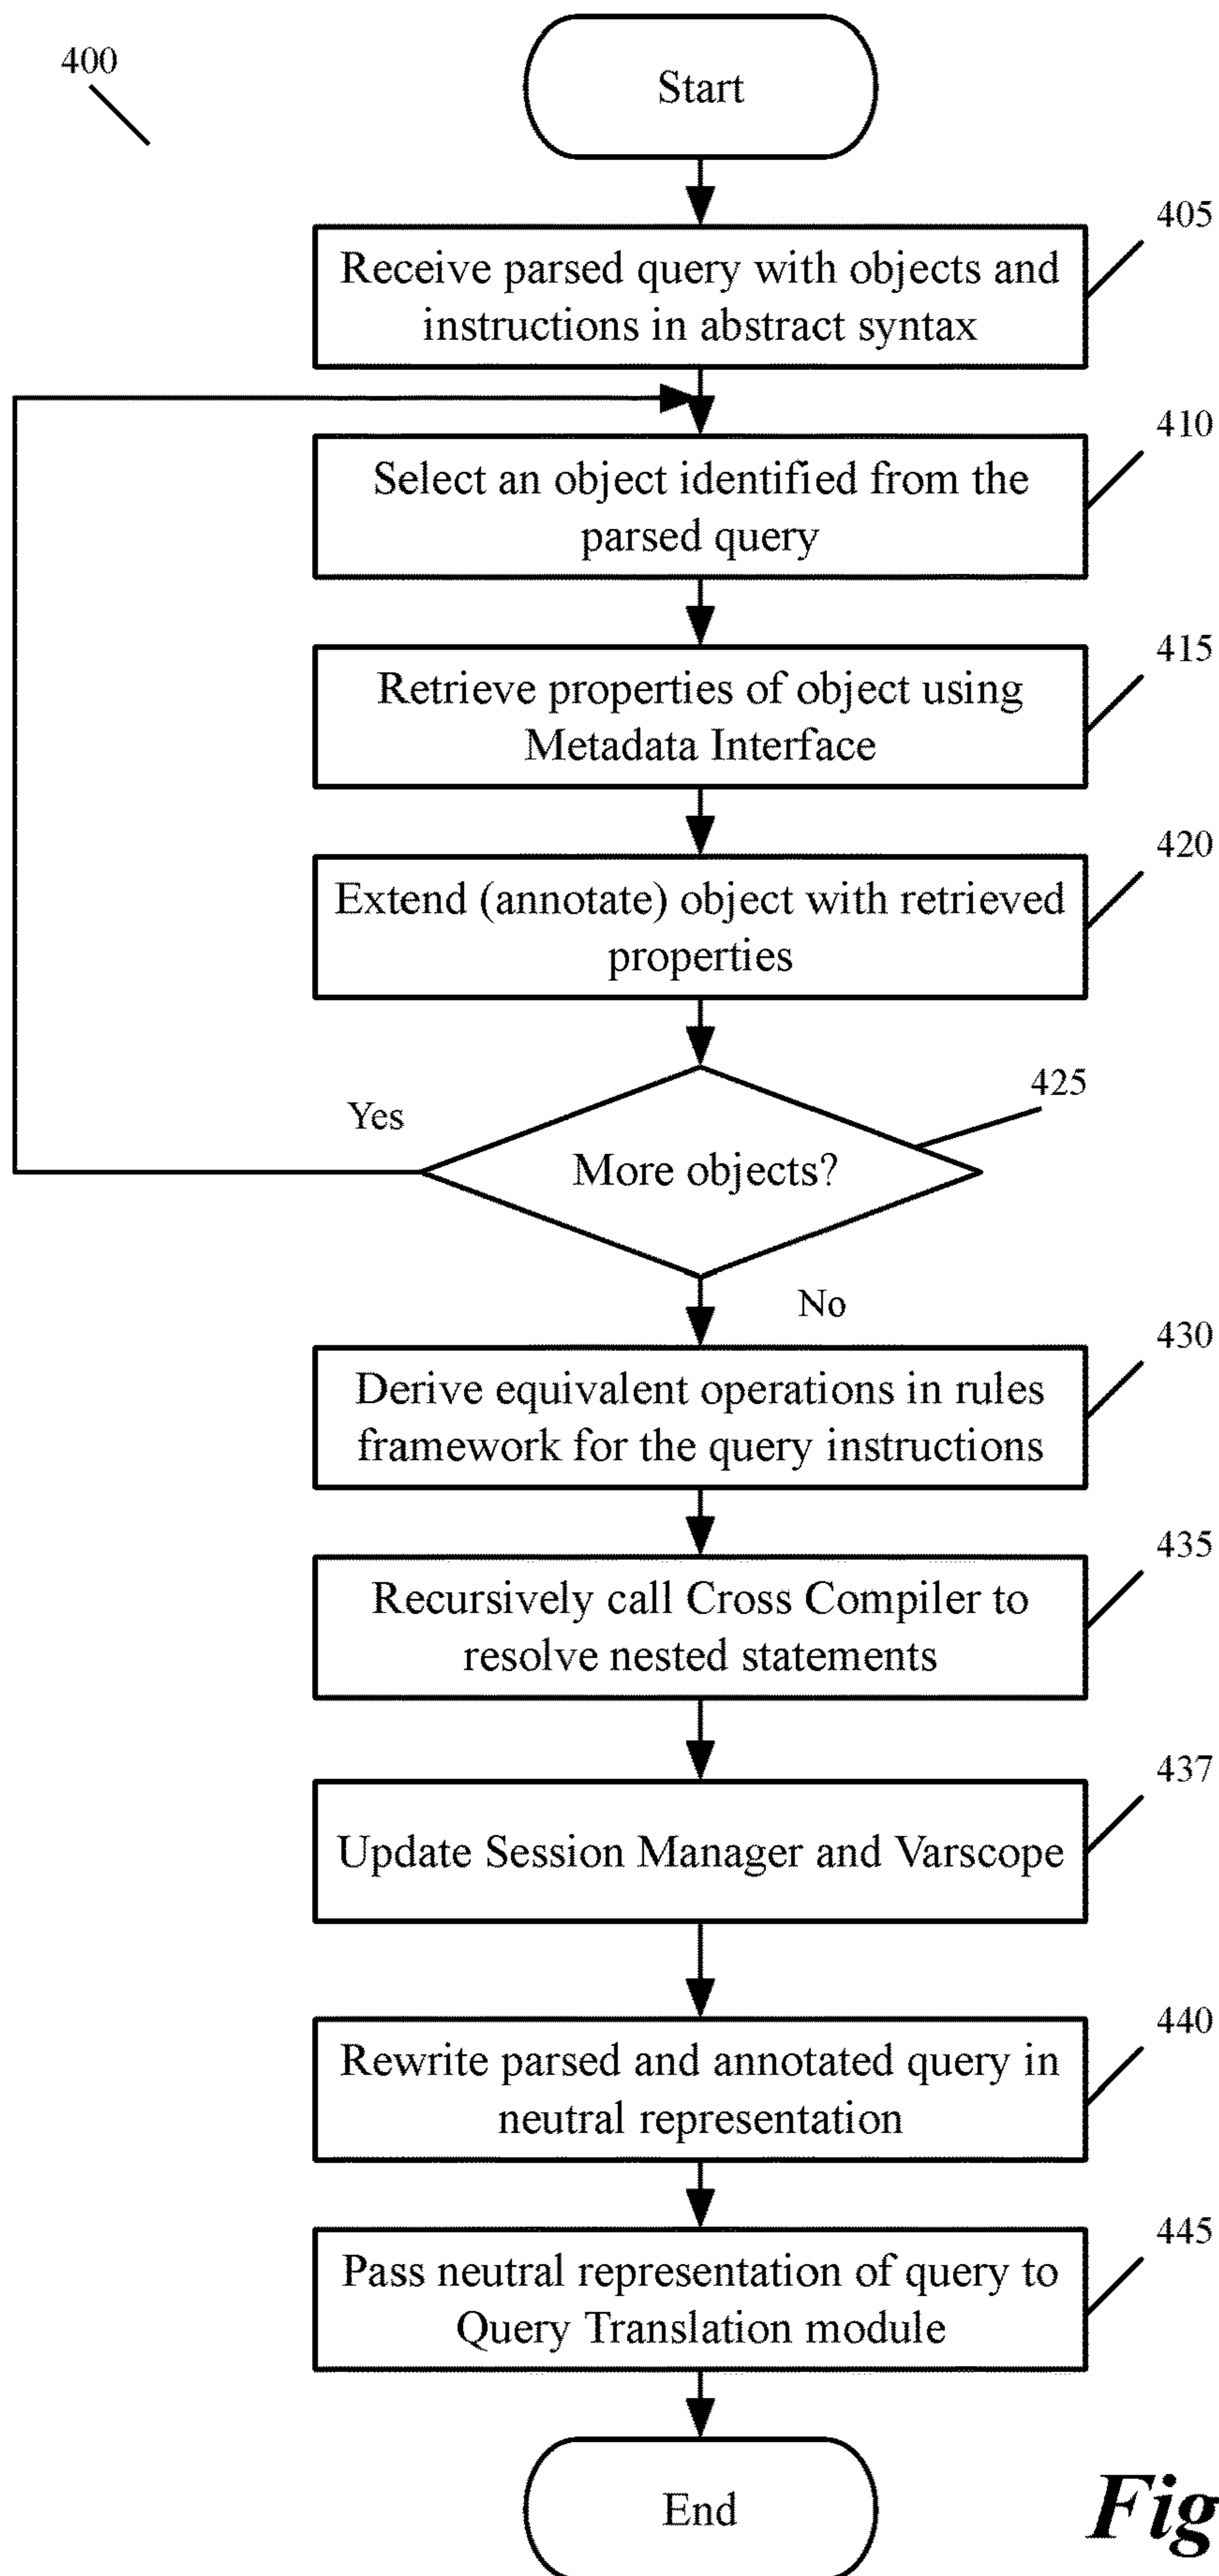 400
Start
405
Receive parsed query with objects and
instructions in abstract syntax
410
Select an object identified from the
parsed query
415
Retrieve properties of object using
Metadata Interface
420
Extend (annotate) object with retrieved
properties
425
Yes
More objects?
No
430
Derive equivalent operations in rules
framework for the query instructions
435
Recursively call Cross Compiler to
resolve nested statements
437
Update Session Manager and Varscope
440
Rewrite parsed and annotated query in
neutral representation
445
Pass neutral representation of query to
Query Translation module
End
Fig